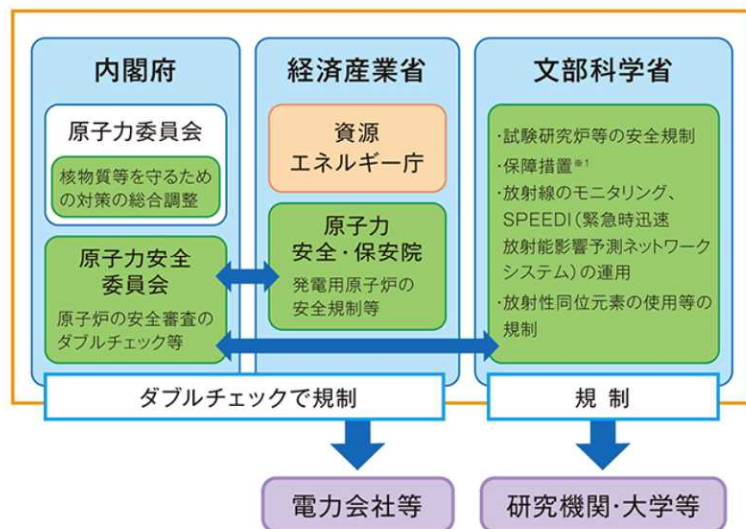 内閣府
原子力委員会
核物質等を守るため
の対策の総合調整
原子力安全
委員会
原子炉の安全審査の
ダブルチェック等
経済産業省
資源
エネルギー庁
原子力
安全・保安院
発電用原子炉の
安全規制等
文部科学省
・試験研究炉等の安全規制
・保障措置※1
・放射線のモニタリング、
SPEEDI(緊急時迅速
放射能影響予測ネットワーク
システム)の運用
・放射性同位元素の使用等の
規制
ダブルチェックで規制
規 制
電力会社等
研究機関・大学等